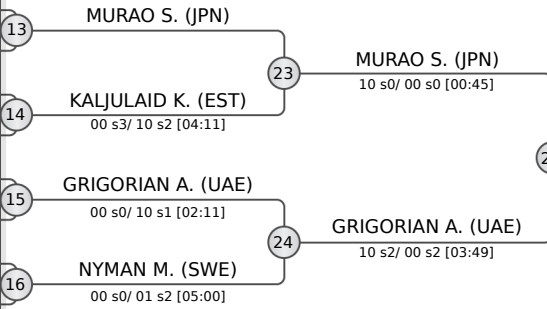 MURAO S. (JPN)
13
23
MURAO S. (JPN)
10 s0/ 00 s0 [00:45]
14
KALJULAID K. (EST)
00 s3/ 10 s2 [04:11]
15
GRIGORIAN A. (UAE)
00 s0/ 10 s1 [02:11]
24
GRIGORIAN A. (UAE)
10 s2/ 00 s2 [03:49]
NYMAN M. (SWE)
16
00 s0/ 01 s2 [05:00]